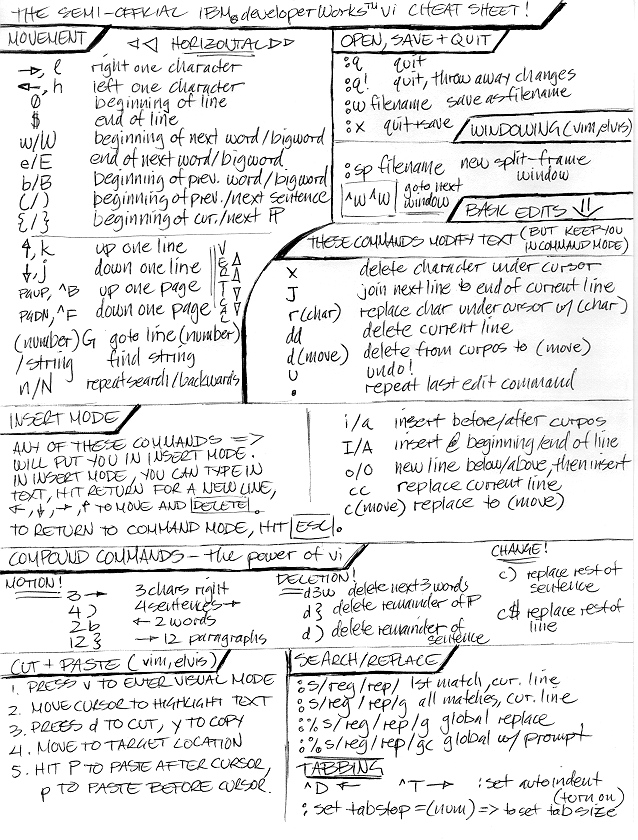 THE SEMI-OFFICIAL IBM® developerWorks™ vi CHEAT SHEET!
MOVEMENT
◁◁ HORIZONTAL ▷▷
→, l right one character
←, h left one character
0 beginning of line
$ end of line
w/W beginning of next word/bigword
e/E end of next word/bigword
b/B beginning of prev. word/bigword
(/) beginning of prev./next sentence
{/} beginning of cur./next ¶
VERTICAL
↑, k up one line
↓, j down one line
PgUP, ^B up one page
PgDN, ^F down one page
(number)G goto line (number)
/string find string
n/N repeat search/backwards
OPEN, SAVE + QUIT
:q quit
:q! quit, throw away changes
:w filename save as filename
:x quit+save
WINDOWING (vim, elvis)
:sp filename new split-frame
window
^W^W goto next
window
BASIC EDITS ⇓
THESE COMMANDS MODIFY TEXT (BUT KEEP YOU
IN COMMAND MODE)
x delete character under cursor
J join next line to end of current line
r(char) replace char under cursor w/(char)
dd delete current line
d(move) delete from curpos to (move)
U undo!
. repeat last edit command
INSERT MODE
ANY OF THESE COMMANDS =>
WILL PUT YOU IN INSERT MODE.
IN INSERT MODE, YOU CAN TYPE IN
TEXT, HIT RETURN FOR A NEW LINE,
←, ↓, →, ↑ TO MOVE AND DELETE.
TO RETURN TO COMMAND MODE, HIT ESC.
i/a insert before/after curpos
I/A insert @ beginning/end of line
o/O new line below/above, then insert
cc replace current line
c(move) replace to (move)
COMPOUND COMMANDS - the power of vi
MOTION!
3→ 3 chars right
4) 4 sentences →
2b ← 2 words
12} → 12 paragraphs
DELETION!
d3w delete next 3 words
d} delete remainder of ¶
d) delete remainder of
sentence
CHANGE!
c) replace rest of
sentence
c$ replace rest of
line
CUT + PASTE (vim, elvis)
1. PRESS v TO ENTER VISUAL MODE
2. MOVE CURSOR TO HIGHLIGHT TEXT
3. PRESS d TO CUT, y TO COPY
4. MOVE TO TARGET LOCATION
5. HIT P TO PASTE AFTER CURSOR,
p TO PASTE BEFORE CURSOR.
SEARCH/REPLACE
:s/reg/rep/ 1st match, cur. line
:s/reg/rep/g all matches, cur. line
:%s/reg/rep/g global replace
:%s/reg/rep/gc global w/ prompt
TABBING
^D ← ^T → :set autoindent
(turn on)
:set tabstop=(num) => to set tab size